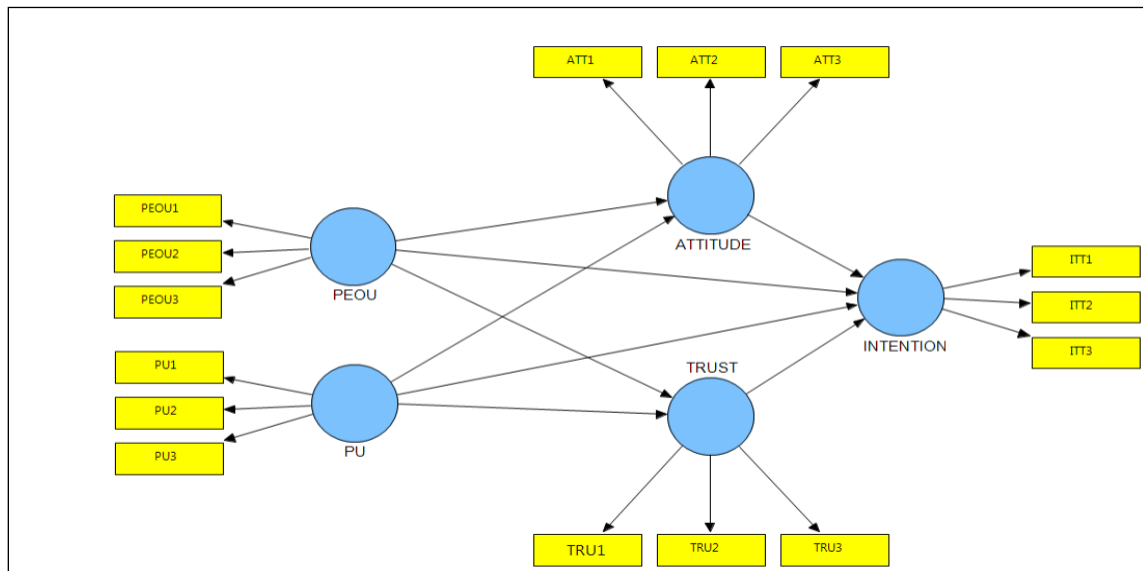 ATT1
ATT2
ATT3
PEOU1
PEOU2
PEOU3
PEOU
ATTITUDE
ITT1
ITT2
ITT3
INTENTION
PU1
PU2
PU3
PU
TRUST
TRU1
TRU2
TRU3